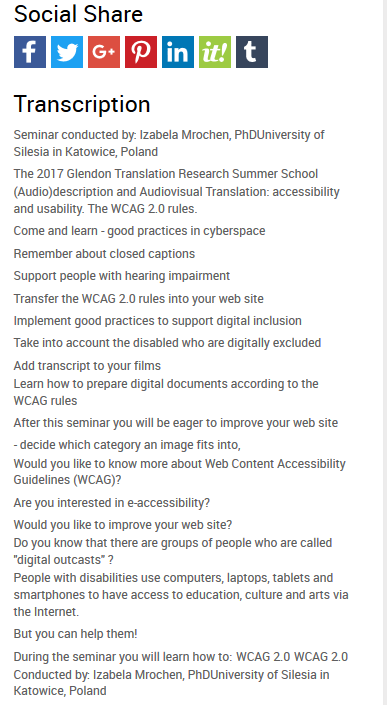 Social Share
f G+ in it! t
Transcription
Seminar conducted by: Izabela Mrochen, PhDUniversity of
Silesia in Katowice, Poland
The 2017 Glendon Translation Research Summer School
(Audio)description and Audiovisual Translation: accessibility
and usability. The WCAG 2.0 rules.
Come and learn - good practices in cyberspace
Remember about closed captions
Support people with hearing impairment
Transfer the WCAG 2.0 rules into your web site
Implement good practices to support digital inclusion
Take into account the disabled who are digitally excluded
Add transcript to your films
Learn how to prepare digital documents according to the
WCAG rules
After this seminar you will be eager to improve your web site
- decide which category an image fits into,
Would you like to know more about Web Content Accessibility
Guidelines (WCAG)?
Are you interested in e-accessibility?
Would you like to improve your web site?
Do you know that there are groups of people who are called
"digital outcasts" ?
People with disabilities use computers, laptops, tablets and
smartphones to have access to education, culture and arts via
the Internet.
But you can help them!
During the seminar you will learn how to: WCAG 2.0 WCAG 2.0
Conducted by: Izabela Mrochen, PhDUniversity of Silesia in
Katowice, Poland